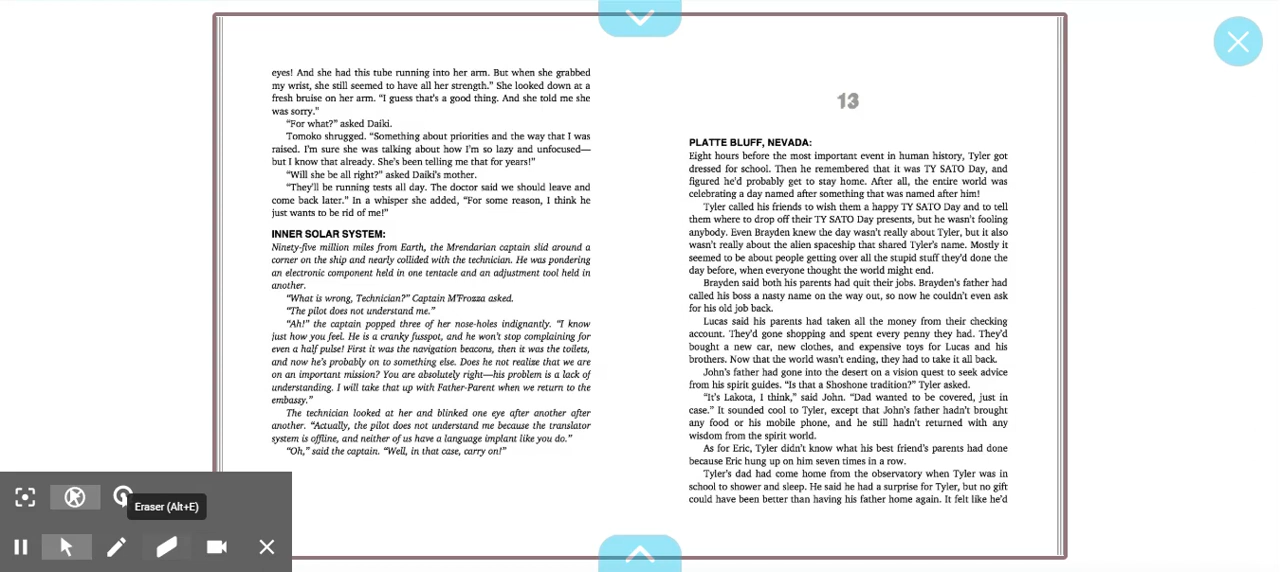 eyes! And she had this tube running into her arm. But when she grabbed
my wrist, she still seemed to have all her strength.” She looked down at a
fresh bruise on her arm. “I guess that’s a good thing. And she told me she
was sorry.”
“For what?” asked Daiki.
Tomoko shrugged. “Something about priorities and the way that I was
raised. I’m sure she was talking about how I’m so lazy and unfocused—
but I know that already. She’s been telling me that for years!”
“Will she be all right?” asked Daiki’s mother.
“They’ll be running tests all day. The doctor said we should leave and
come back later.” In a whisper she added, “For some reason, I think he
just wants to be rid of me!”
INNER SOLAR SYSTEM:
Ninety-five million miles from Earth, the Mrendarian captain slid around a
corner on the ship and nearly collided with the technician. He was pondering
an electronic component held in one tentacle and an adjustment tool held in
another.
“What is wrong, Technician?” Captain M’Frozza asked.
“The pilot does not understand me.”
“Ah!” the captain popped three of her nose-holes indignantly. “I know
just how you feel. He is a cranky fusspot, and he won’t stop complaining for
even a half pulse! First it was the navigation beacons, then it was the toilets,
and now he’s probably on to something else. Does he not realize that we are
on an important mission? You are absolutely right—his problem is a lack of
understanding. I will take that up with Father-Parent when we return to the
embassy.”
The technician looked at her and blinked one eye after another after
another. “Actually, the pilot does not understand me because the translator
system is offline, and neither of us have a language implant like you do.”
“Oh,” said the captain. “Well, in that case, carry on!”
13
PLATTE BLUFF, NEVADA:
Eight hours before the most important event in human history, Tyler got
dressed for school. Then he remembered that it was TY SATO Day, and
figured he’d probably get to stay home. After all, the entire world was
celebrating a day named after something that was named after him!
Tyler called his friends to wish them a happy TY SATO Day and to tell
them where to drop off their TY SATO Day presents, but he wasn’t fooling
anybody. Even Brayden knew the day wasn’t really about Tyler, but it also
wasn’t really about the alien spaceship that shared Tyler’s name. Mostly it
seemed to be about people getting over all the stupid stuff they’d done the
day before, when everyone thought the world might end.
Brayden said both his parents had quit their jobs. Brayden’s father had
called his boss a nasty name on the way out, so now he couldn’t even ask
for his old job back.
Lucas said his parents had taken all the money from their checking
account. They’d gone shopping and spent every penny they had. They’d
bought a new car, new clothes, and expensive toys for Lucas and his
brothers. Now that the world wasn’t ending, they had to take it all back.
John’s father had gone into the desert on a vision quest to seek advice
from his spirit guides. “Is that a Shoshone tradition?” Tyler asked.
“It’s Lakota, I think,” said John. “Dad wanted to be covered, just in
case.” It sounded cool to Tyler, except that John’s father hadn’t brought
any food or his mobile phone, and he still hadn’t returned with any
wisdom from the spirit world.
As for Eric, Tyler didn’t know what his best friend’s parents had done
because Eric hung up on him seven times in a row.
Tyler’s dad had come home from the observatory when Tyler was in
school to shower and sleep. He said he had a surprise for Tyler, but no gift
could have been better than having his father home again. It felt like he’d
Eraser (Alt+E)